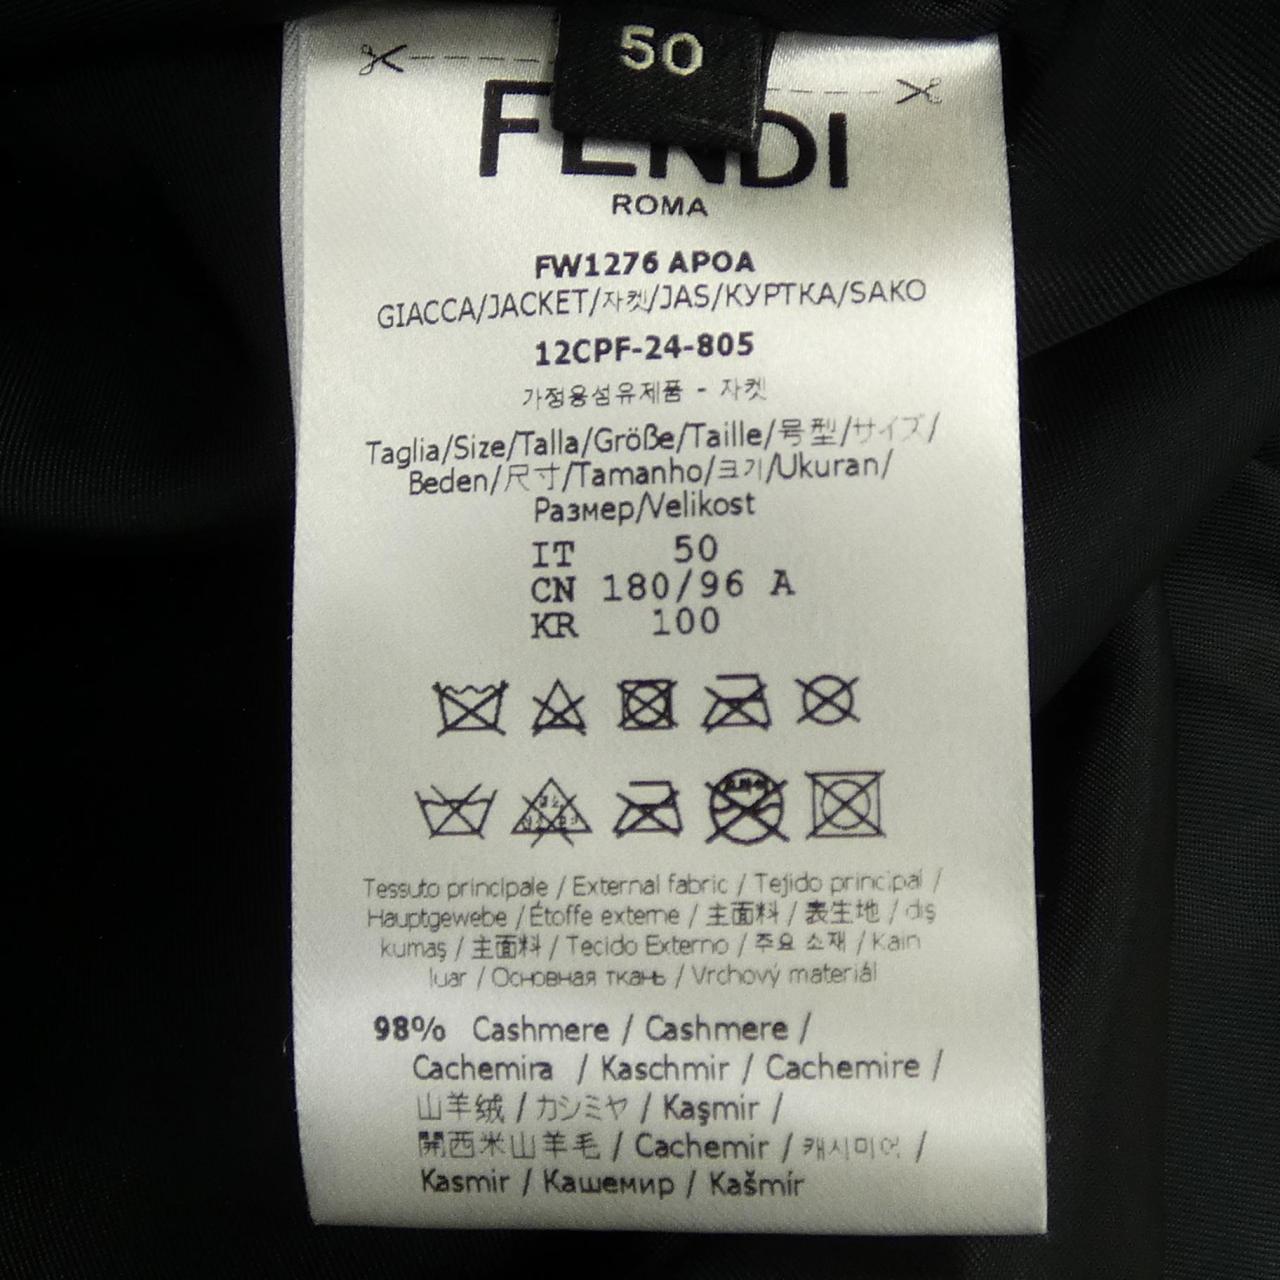 50
FENDI
ROMA
FW1276 APOA
GIACCA/JACKET/자켓/JAS/КУРТКА/SAKO
12CPF-24-805
가정용섬유제품 - 자켓
Taglia/Size/Talla/Größe/Taille/号型/サイズ/
Beden/尺寸/Tamanho/크기/Ukuran/
Размер/Velikost
IT 50
CN 180/96 A
KR 100
Tessuto principale / External fabric / Tejido principal /
Hauptgewebe / Étoffe externe / 主面料 / 表生地 / dış
kumaş / 主面料 / Tecido Externo / 주요 소재 / Kain
luar / Основная ткань / Vrchový materiál
98% Cashmere / Cashmere /
Cachemira / Kaschmir / Cachemire /
山羊绒 / カシミヤ / Kaşmir /
開西米山羊毛 / Cachemir / 캐시미어 /
Kasmir / Кашемир / Kašmír